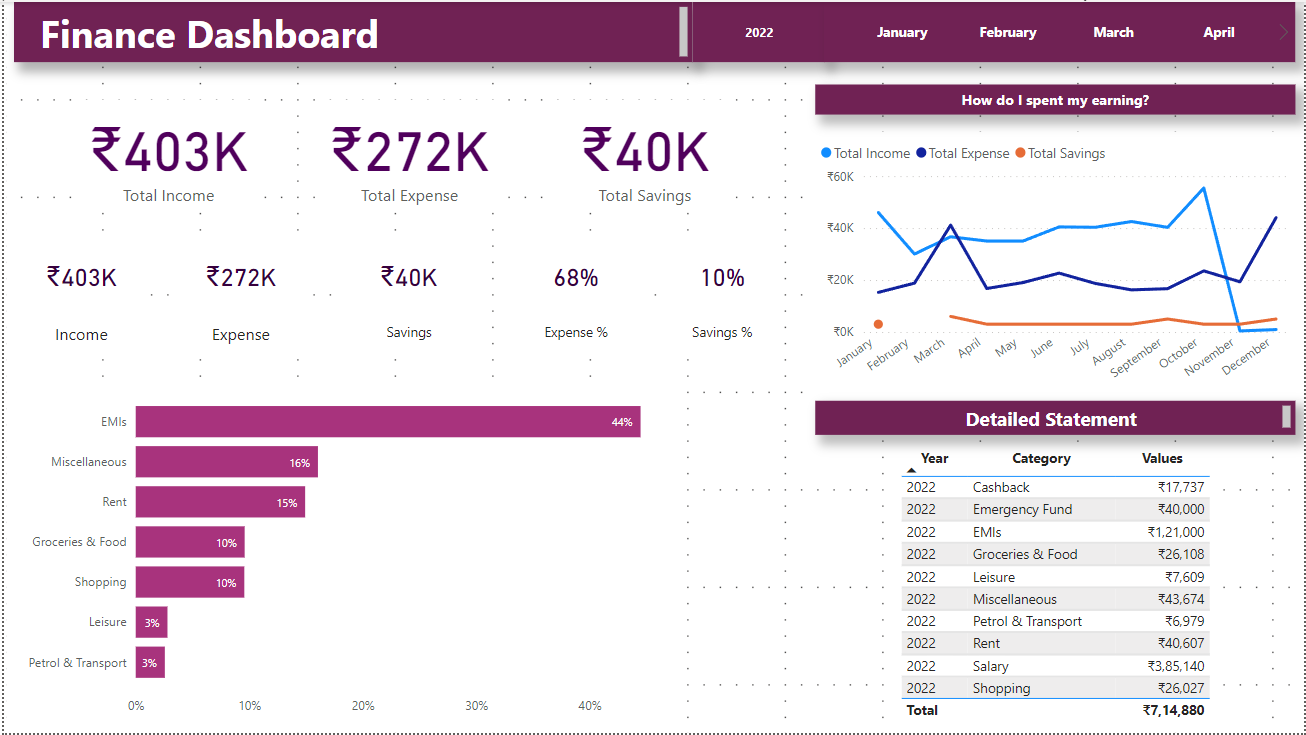 Finance Dashboard
2022 January February March April
₹403K ₹272K ₹40K
Total Income Total Expense Total Savings
₹403K ₹272K ₹40K 68% 10%
Income Expense Savings Expense % Savings %
EMIs 44%
Miscellaneous 16%
Rent 15%
Groceries & Food 10%
Shopping 10%
Leisure 3%
Petrol & Transport 3%
0% 10% 20% 30% 40%
How do I spent my earning?
Total Income Total Expense Total Savings
₹60K
₹40K
₹20K
₹0K
January February March April May June July August September October November December
Detailed Statement
Year Category Values
2022 Cashback ₹17,737
2022 Emergency Fund ₹40,000
2022 EMIs ₹1,21,000
2022 Groceries & Food ₹26,108
2022 Leisure ₹7,609
2022 Miscellaneous ₹43,674
2022 Petrol & Transport ₹6,979
2022 Rent ₹40,607
2022 Salary ₹3,85,140
2022 Shopping ₹26,027
Total ₹7,14,880